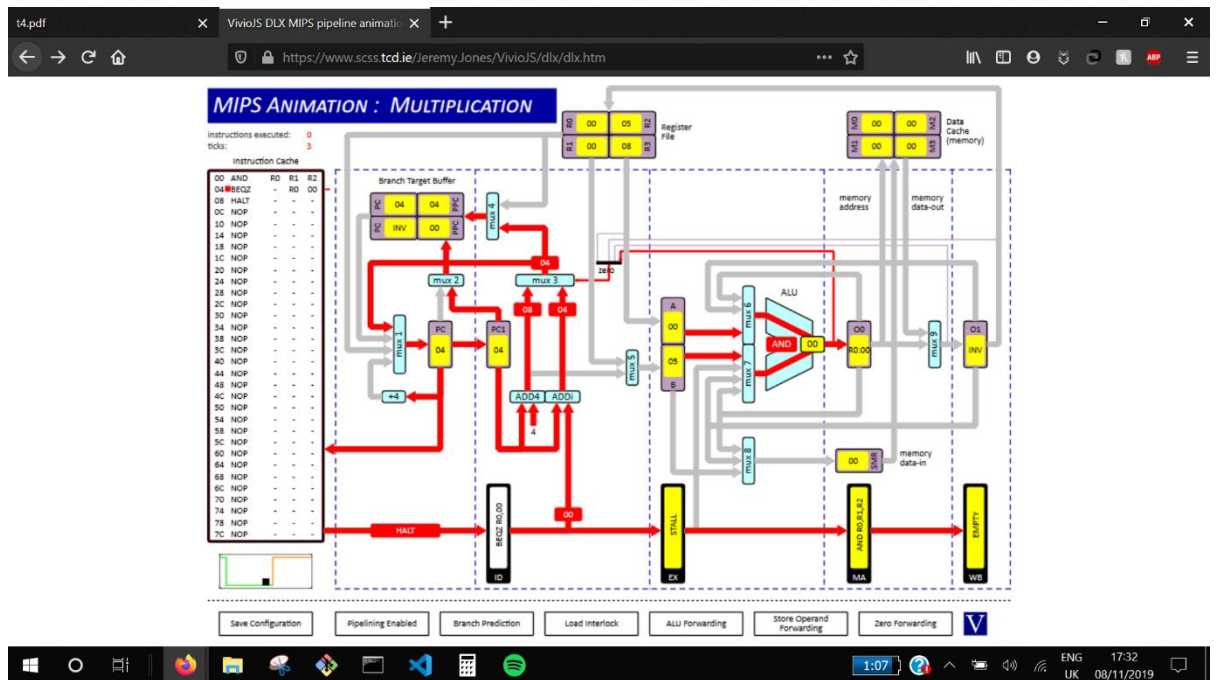 t4.pdf
VivioJS DLX MIPS pipeline animatio
https://www.scss.tcd.ie/Jeremy.Jones/VivioJS/dlx/dlx.htm
ABP
MIPS ANIMATION : MULTIPLICATION
instructions executed: 0
ticks: 3
Instruction Cache
00 AND R0 R1 R2
04 BEQZ - R0 00
08 HALT - - -
0C NOP - - -
10 NOP - - -
14 NOP - - -
18 NOP - - -
1C NOP - - -
20 NOP - - -
24 NOP - - -
28 NOP - - -
2C NOP - - -
30 NOP - - -
34 NOP - - -
38 NOP - - -
3C NOP - - -
40 NOP - - -
44 NOP - - -
48 NOP - - -
4C NOP - - -
50 NOP - - -
54 NOP - - -
58 NOP - - -
5C NOP - - -
60 NOP - - -
64 NOP - - -
68 NOP - - -
6C NOP - - -
70 NOP - - -
74 NOP - - -
78 NOP - - -
7C NOP - - -
R0 00 05 R2
R1 00 08 R3
Register
File
M0 00 00 M2
M1 00 00 M3
Data
Cache
(memory)
Branch Target Buffer
PC 04 04 PPC
PC INV 00 PPC
mux 4
memory
address
memory
data-out
04
zero
mux 2
mux 3
08
04
mux 1
PC
04
PC1
04
+4
ADD4
ADDi
4
mux 5
A
00
05
B
mux 6
mux 7
ALU
AND
00
O0
R0:00
mux 9
O1
INV
mux 8
00
SMR
memory
data-in
HALT
BEQZ R0,00
ID
00
STALL
EX
AND R0,R1,R2
MA
EMPTY
WB
Save Configuration
Pipelining Enabled
Branch Prediction
Load Interlock
ALU Forwarding
Store Operand
Forwarding
Zero Forwarding
V
1:07
ENG
UK
17:32
08/11/2019